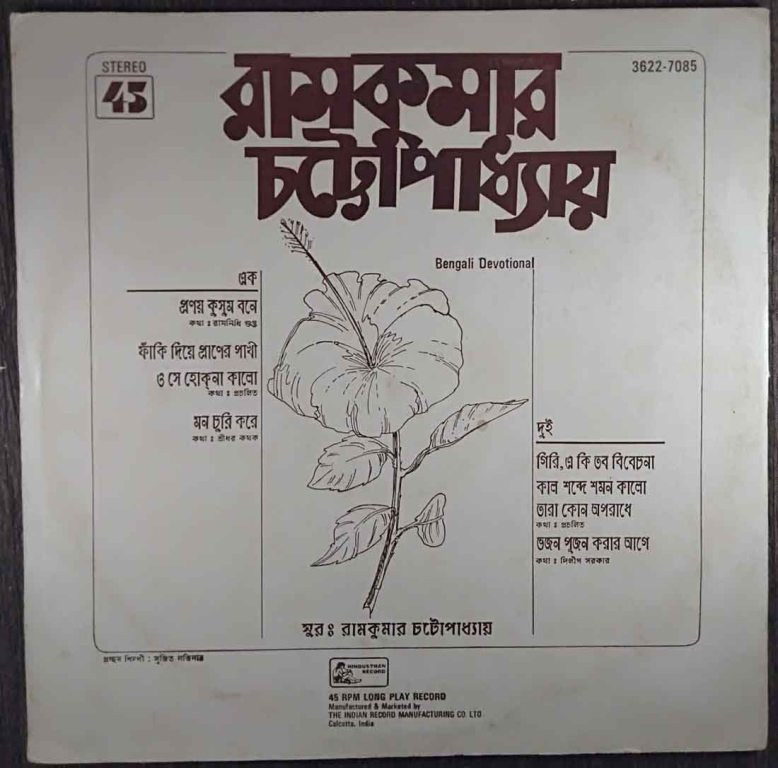 STEREO
45
3622-7085
রামকুমার
চট্টোপাধ্যায়
Bengali Devotional
এক
প্রণয় কুসুম বনে
কথা : রামনিধি গুপ্ত
ফাঁকি দিয়ে প্রাণের পাখী
ও সে হোক্‌না কালো
কথা : প্রচলিত
মন চুরি করে
কথা : শ্রীধর কথক
দুই
গিরি, এ কি তব বিবেচনা
কাল শব্দে শমন কালো
তারা কোন অপরাধে
কথা : প্রচলিত
ভজন পূজন করার আগে
কথা : দিলীপ সরকার
সুর : রামকুমার চট্টোপাধ্যায়
প্রচ্ছদ শিল্পী :
HINDUSTHAN
RECORD
45 RPM LONG PLAY RECORD
Manufactured & Marketed by
THE INDIAN RECORD MANUFACTURING CO. LTD
Calcutta, India